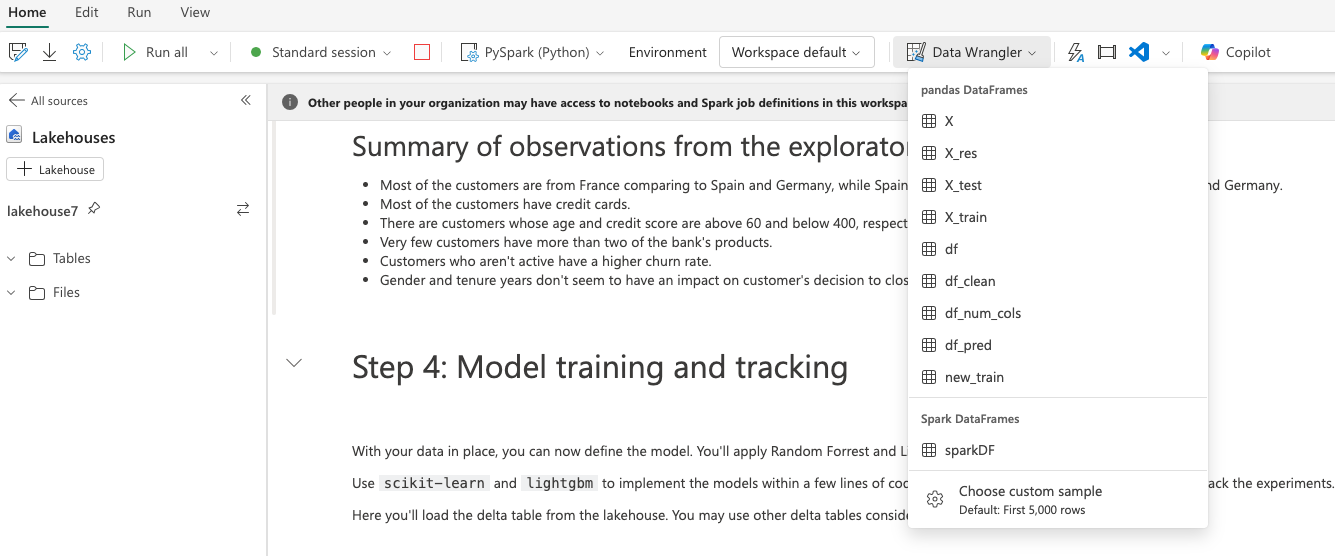 Home Edit Run View
Run all Standard session PySpark (Python) Environment Workspace default Data Wrangler Copilot
All sources
Lakehouses
Lakehouse
lakehouse7
Tables
Files
Other people in your organization may have access to notebooks and Spark job definitions in this
Summary of observations from the
Most of the customers are from France comparing to Spain and Germany, while Spain nd Germany.
Most of the customers have credit cards.
There are customers whose age and credit score are above 60 and below 400,
Very few customers have more than two of the bank's products.
Customers who aren't active have a higher churn rate.
Gender and tenure years don't seem to have an impact on customer's decision to
Step 4: Model training and tracking
With your data in place, you can now define the model. You'll apply Random Forrest and
Use scikit-learn and lightgbm to implement the models within a few lines of ack the experiments.
Here you'll load the delta table from the lakehouse. You may use other delta tables
pandas DataFrames
X
X_res
X_test
X_train
df
df_clean
df_num_cols
df_pred
new_train
Spark DataFrames
sparkDF
Choose custom sample
Default: First 5,000 rows